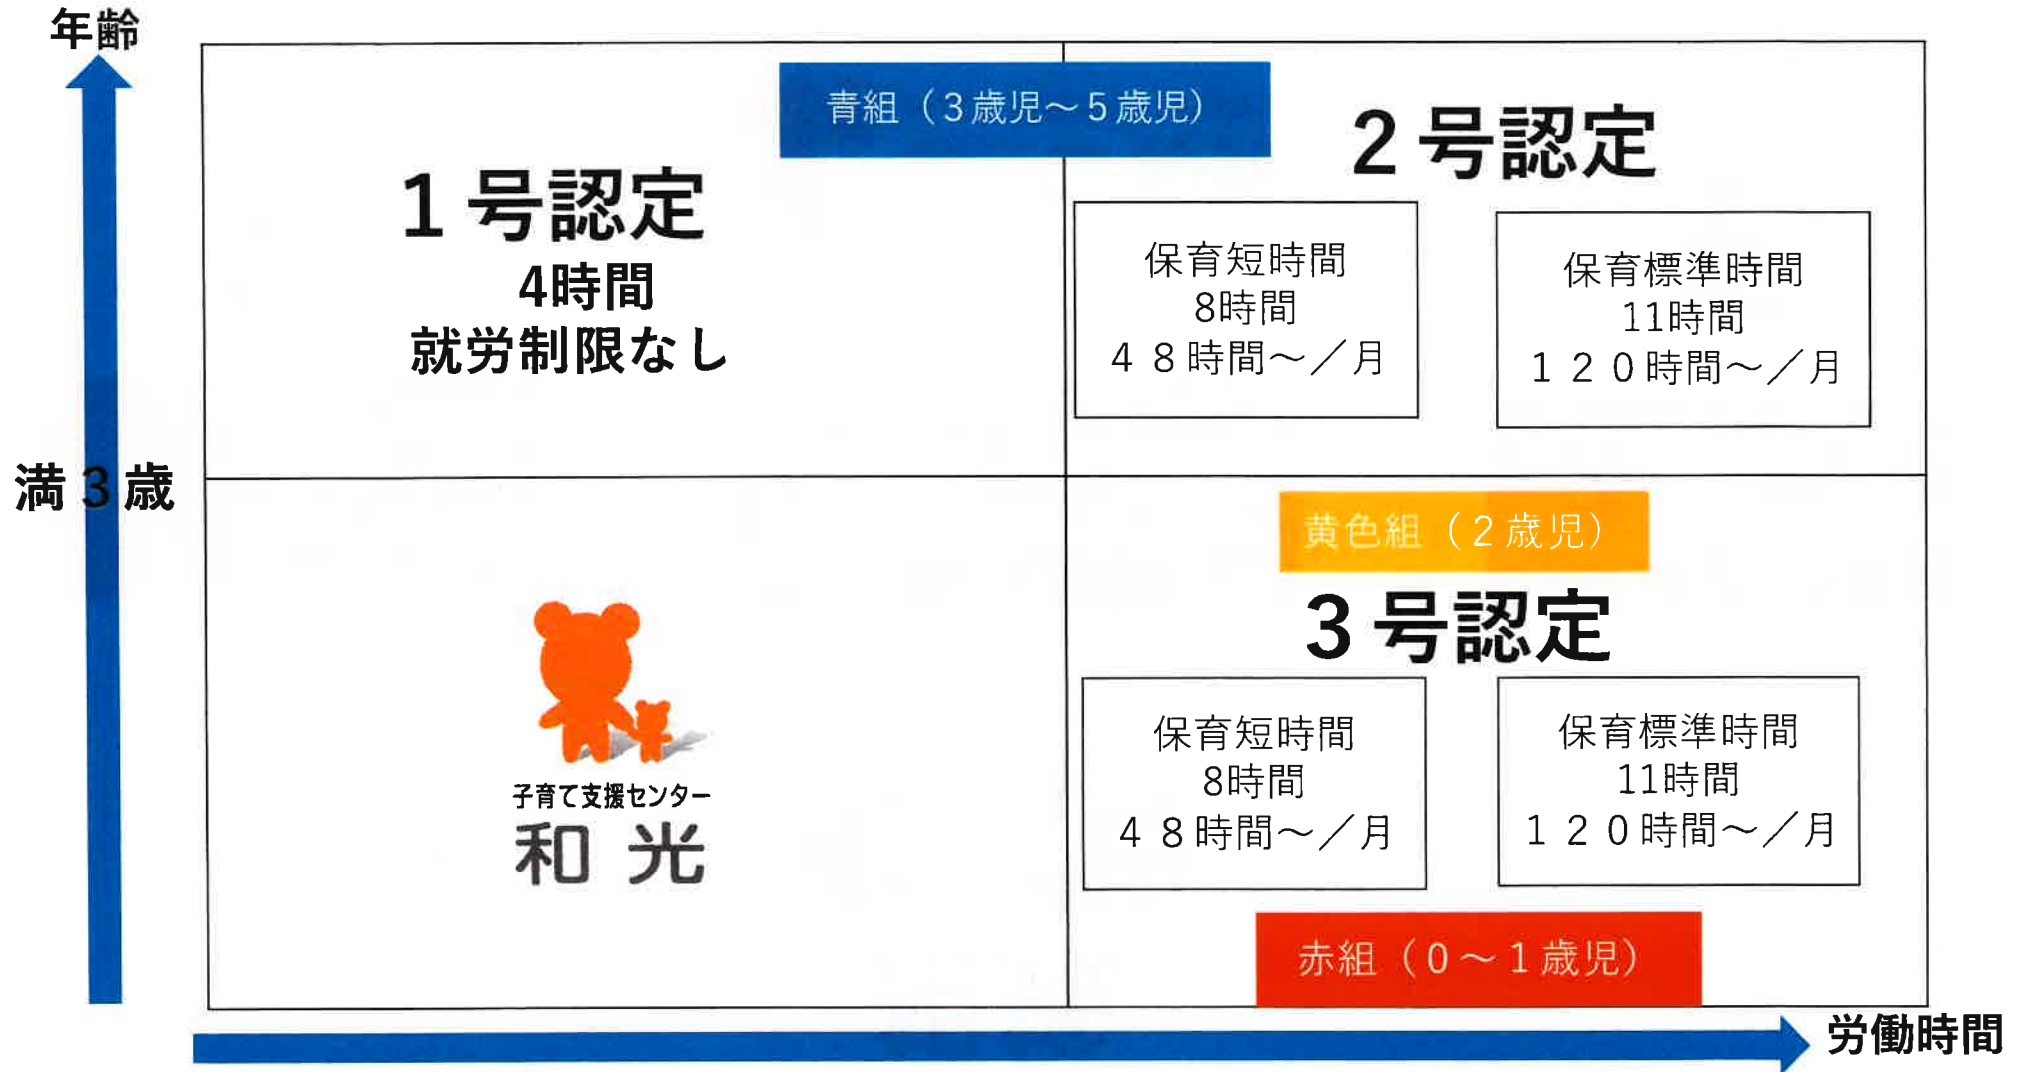 年齢
青組（３歳児～５歳児）
１号認定
4時間
就労制限なし
２号認定
保育短時間
8時間
４８時間～／月
保育標準時間
11時間
１２０時間～／月
満３歳
黄色組（２歳児）
３号認定
保育短時間
8時間
４８時間～／月
保育標準時間
11時間
１２０時間～／月
赤組（０～１歳児）
子育て支援センター
和光
労働時間